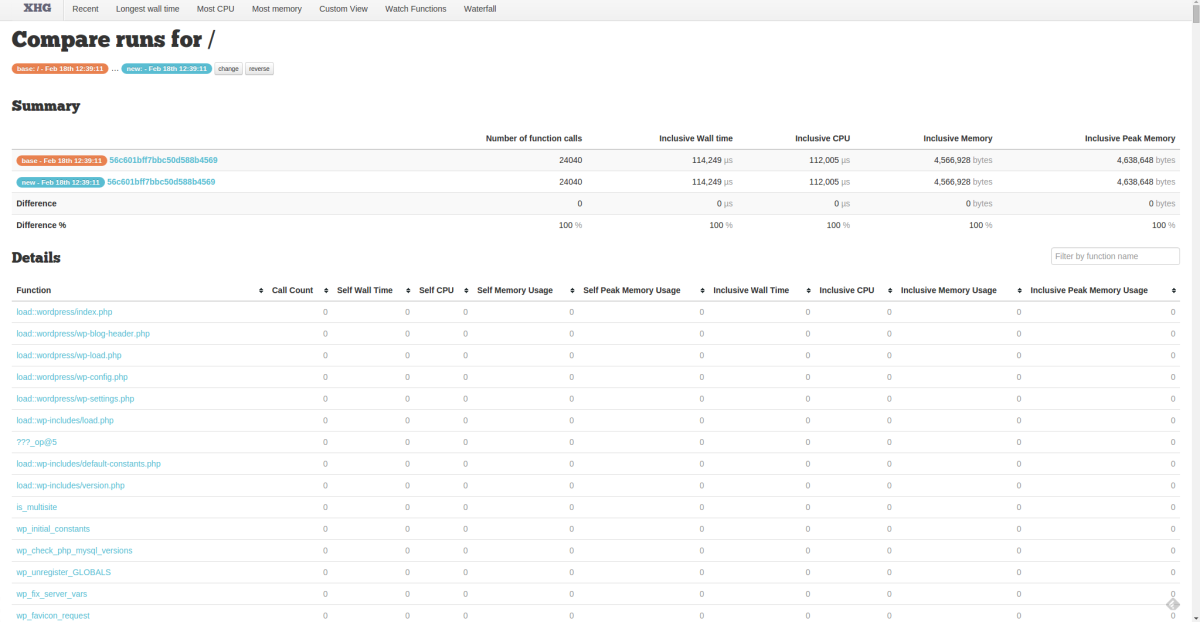 XHG Recent Longest wall time Most CPU Most memory Custom View Watch Functions Waterfall
Compare runs for /
base: / - Feb 18th 12:39:11 ... new: - Feb 18th 12:39:11 change reverse
Summary
Number of function calls Inclusive Wall time Inclusive CPU Inclusive Memory Inclusive Peak Memory
base - Feb 18th 12:39:11 56c601bff7bbc50d588b4569 24040 114,249 µs 112,005 µs 4,566,928 bytes 4,638,648 bytes
new - Feb 18th 12:39:11 56c601bff7bbc50d588b4569 24040 114,249 µs 112,005 µs 4,566,928 bytes 4,638,648 bytes
Difference 0 0 µs 0 µs 0 bytes 0 bytes
Difference % 100 % 100 % 100 % 100 % 100 %
Details Filter by function name
Function Call Count Self Wall Time Self CPU Self Memory Usage Self Peak Memory Usage Inclusive Wall Time Inclusive CPU Inclusive Memory Usage Inclusive Peak Memory Usage
load::wordpress/index.php 0 0 0 0 0 0 0 0 0
load::wordpress/wp-blog-header.php 0 0 0 0 0 0 0 0 0
load::wordpress/wp-load.php 0 0 0 0 0 0 0 0 0
load::wordpress/wp-config.php 0 0 0 0 0 0 0 0 0
load::wordpress/wp-settings.php 0 0 0 0 0 0 0 0 0
load::wp-includes/load.php 0 0 0 0 0 0 0 0 0
???_op@5 0 0 0 0 0 0 0 0 0
load::wp-includes/default-constants.php 0 0 0 0 0 0 0 0 0
load::wp-includes/version.php 0 0 0 0 0 0 0 0 0
is_multisite 0 0 0 0 0 0 0 0 0
wp_initial_constants 0 0 0 0 0 0 0 0 0
wp_check_php_mysql_versions 0 0 0 0 0 0 0 0 0
wp_unregister_GLOBALS 0 0 0 0 0 0 0 0 0
wp_fix_server_vars 0 0 0 0 0 0 0 0 0
wp_favicon_request 0 0 0 0 0 0 0 0 0